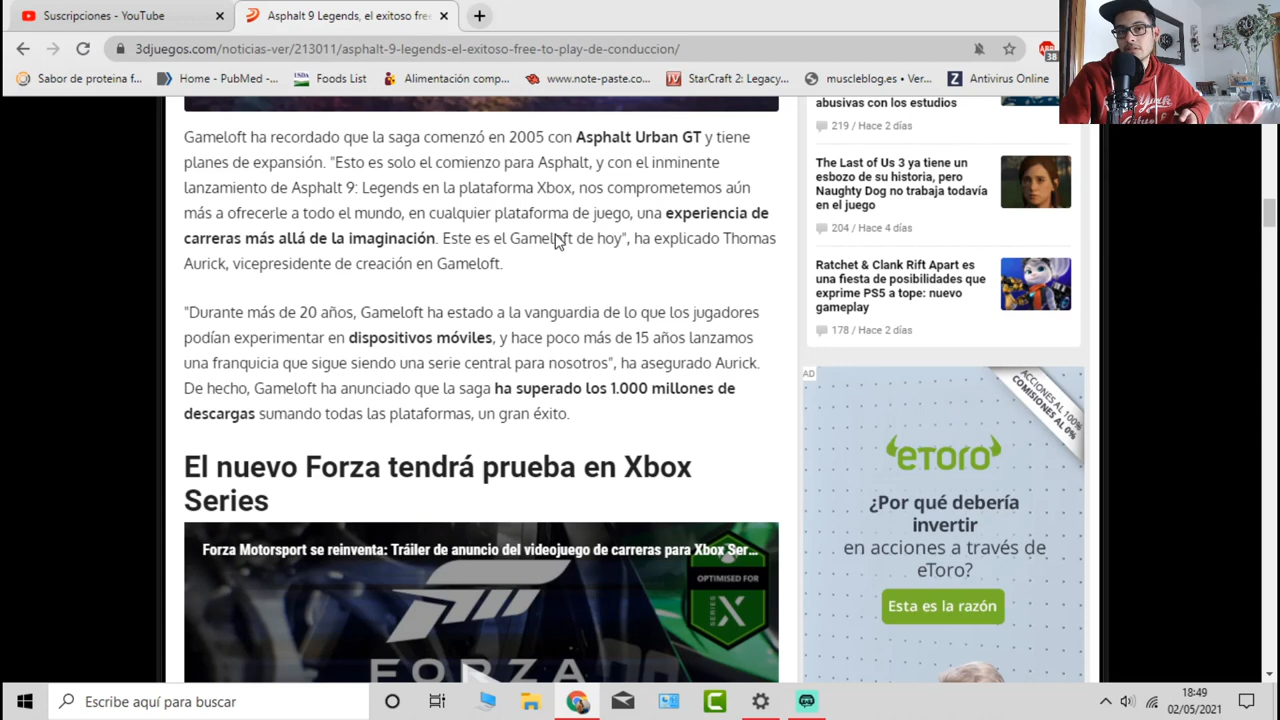 Suscripciones - YouTube
Asphalt 9 Legends, el exitoso free
3djuegos.com/noticias-ver/213011/asphalt-9-legends-el-exitoso-free-to-play-de-conduccion/
ABP
38
Sabor de proteina f...
Home - PubMed -...
USDA
Foods List
Alimentación comp...
www.note-paste.co...
StarCraft 2: Legacy...
muscleblog.es • Ver...
Antivirus Online
Gameloft ha recordado que la saga comenzó en 2005 con Asphalt Urban GT y tiene
planes de expansión. "Esto es solo el comienzo para Asphalt, y con el inminente
lanzamiento de Asphalt 9: Legends en la plataforma Xbox, nos comprometemos aún
más a ofrecerle a todo el mundo, en cualquier plataforma de juego, una experiencia de
carreras más allá de la imaginación. Este es el Gameloft de hoy", ha explicado Thomas
Aurick, vicepresidente de creación en Gameloft.
"Durante más de 20 años, Gameloft ha estado a la vanguardia de lo que los jugadores
podían experimentar en dispositivos móviles, y hace poco más de 15 años lanzamos
una franquicia que sigue siendo una serie central para nosotros", ha asegurado Aurick.
De hecho, Gameloft ha anunciado que la saga ha superado los 1.000 millones de
descargas sumando todas las plataformas, un gran éxito.
El nuevo Forza tendrá prueba en Xbox
Series
Forza Motorsport se reinventa: Tráiler de anuncio del videojuego de carreras para Xbox Ser...
OPTIMISED FOR
SERIES
X
FORZA
abusivas con los estudios
219 / Hace 2 días
The Last of Us 3 ya tiene un
esbozo de su historia, pero
Naughty Dog no trabaja todavía
en el juego
204 / Hace 4 días
Ratchet & Clank Rift Apart es
una fiesta de posibilidades que
exprime PS5 a tope: nuevo
gameplay
178 / Hace 2 días
AD
ACCIONES AL 100%
COMISIONES AL 0%
eToro
¿Por qué debería
invertir
en acciones a través de
eToro?
Esta es la razón
Escribe aquí para buscar
18:49
02/05/2021